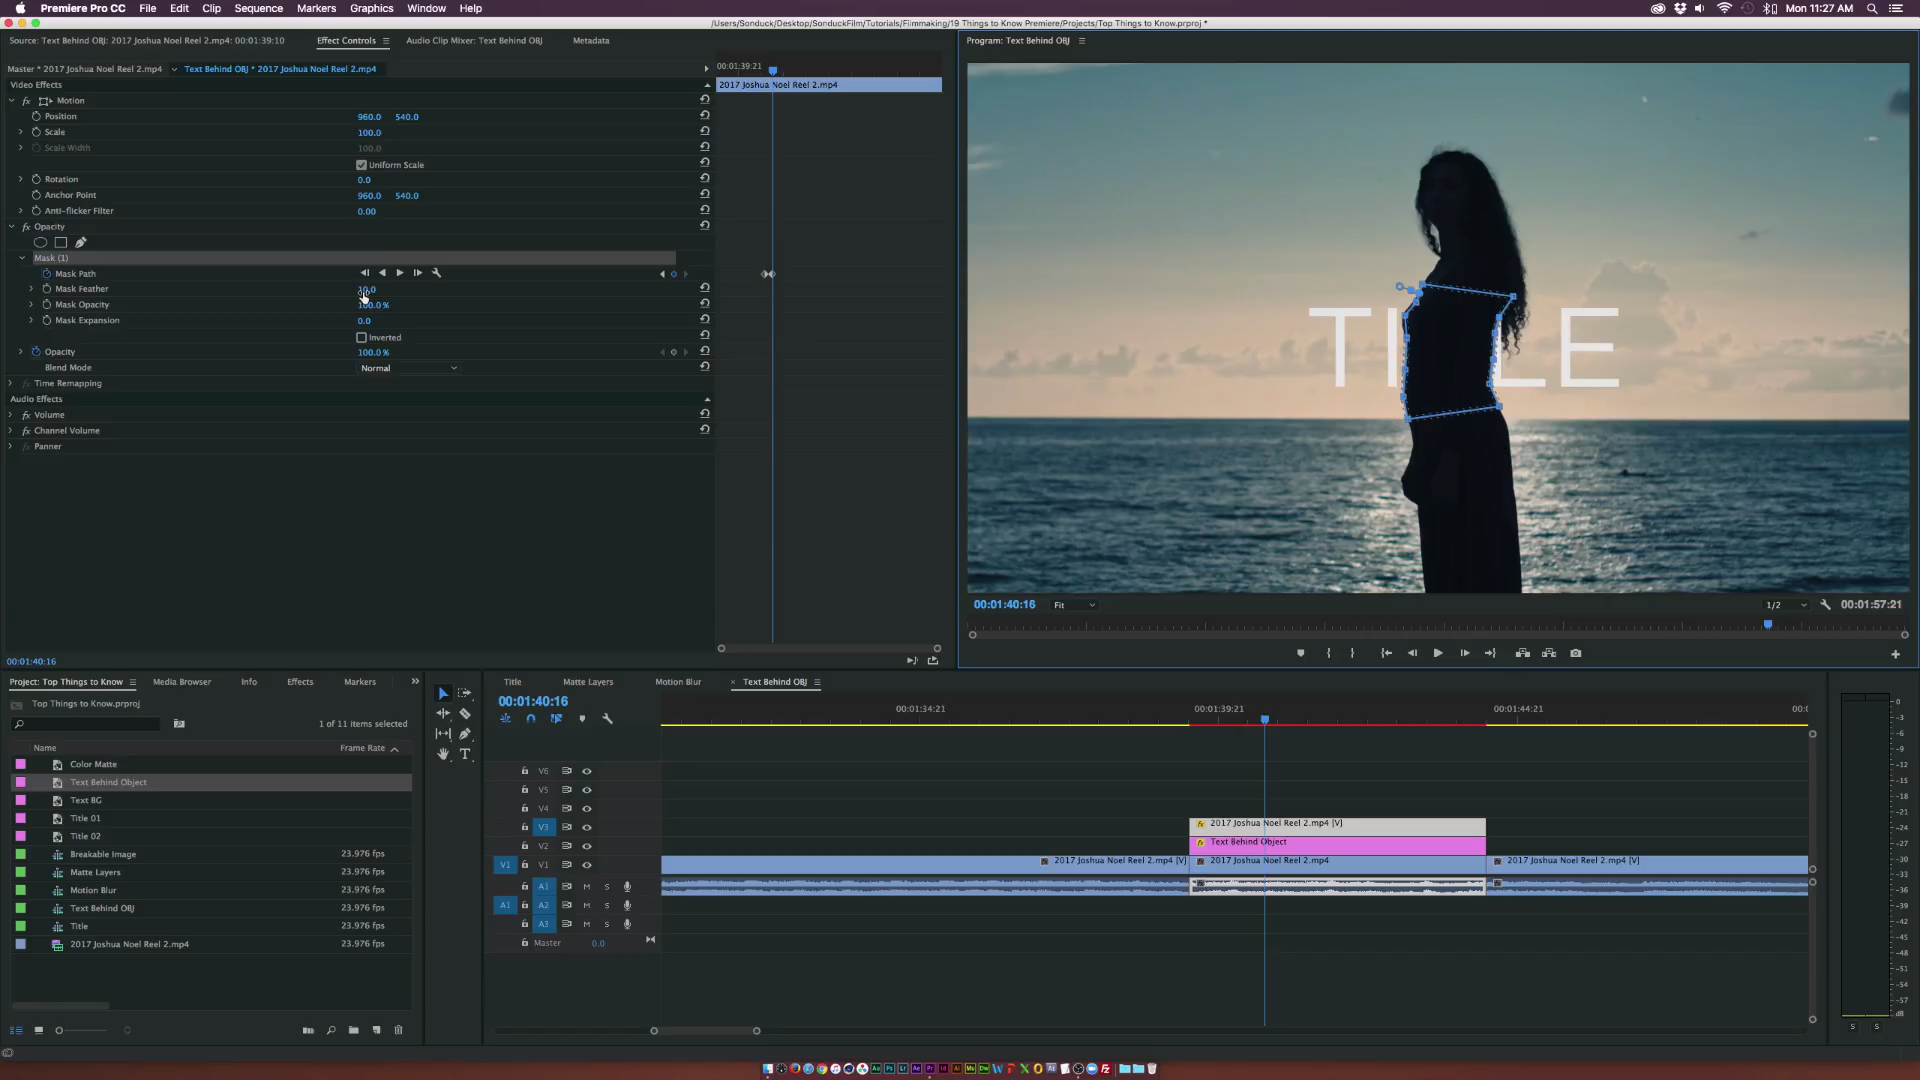 Premiere Pro CC File Edit Clip Sequence Markers Graphics Window Help Mon 11:27 AM
/Users/Sonduck/Desktop/SonduckFilm/Tutorials/Filmmaking/19 Things to Know Premiere/Projects/Top Things to Know.prproj *
Source: Text Behind OBJ: 2017 Joshua Noel Reel 2.mp4: 00:01:39:10 Effect Controls Audio Clip Mixer: Text Behind OBJ Metadata
Program: Text Behind OBJ
Master * 2017 Joshua Noel Reel 2.mp4 Text Behind OBJ * 2017 Joshua Noel Reel 2.mp4
00:01:39:21
Video Effects
2017 Joshua Noel Reel 2.mp4
fx Motion
Position 960.0 540.0
Scale 100.0
Scale Width 100.0
Uniform Scale
Rotation 0.0
Anchor Point 960.0 540.0
Anti-flicker Filter 0.00
fx Opacity
Mask (1)
Mask Path
Mask Feather 10.0
Mask Opacity 100.0 %
Mask Expansion 0.0
Inverted
Opacity 100.0 %
Blend Mode Normal
fx Time Remapping
Audio Effects
fx Volume
fx Channel Volume
fx Panner
00:01:40:16
TITLE
00:01:40:16 Fit 1/2 00:01:57:21
Project: Top Things to Know Media Browser Info Effects Markers
Top Things to Know.prproj
1 of 11 items selected
Name Frame Rate
Color Matte
Text Behind Object
Text BG
Title 01
Title 02
Breakable Image 23.976 fps
Matte Layers 23.976 fps
Motion Blur 23.976 fps
Text Behind OBJ 23.976 fps
Title 23.976 fps
2017 Joshua Noel Reel 2.mp4 23.976 fps
Title Matte Layers Motion Blur Text Behind OBJ
00:01:40:16
00:01:34:21 00:01:39:21 00:01:44:21
V6
V5
V4
V3 fx 2017 Joshua Noel Reel 2.mp4 [V]
V2 fx Text Behind Object
V1 V1 fx 2017 Joshua Noel Reel 2.mp4 [V] fx 2017 Joshua Noel Reel 2.mp4 fx 2017 Joshua Noel Reel 2.mp4 [V]
A1 M S
A1 A2 M S
A3 M S
Master 0.0
0
-3
-6
-9
-12
-15
-18
-21
-24
-27
-30
-33
-36
-39
-42
-45
-48
-51
-54
-57
dB
S S